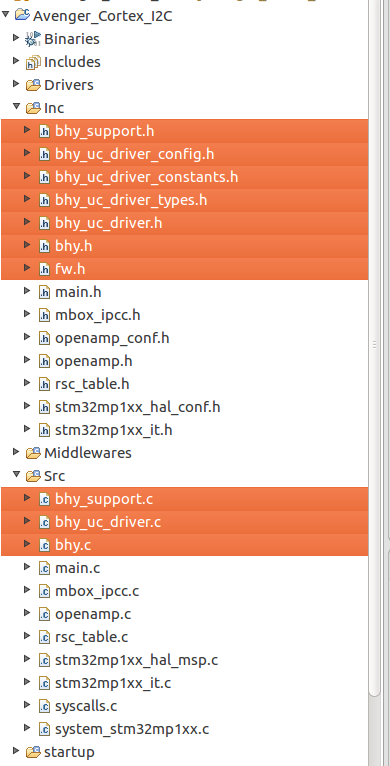 Avenger_Cortex_I2C
Binaries
Includes
Drivers
Inc
bhy_support.h
bhy_uc_driver_config.h
bhy_uc_driver_constants.h
bhy_uc_driver_types.h
bhy_uc_driver.h
bhy.h
fw.h
main.h
mbox_ipcc.h
openamp_conf.h
openamp.h
rsc_table.h
stm32mp1xx_hal_conf.h
stm32mp1xx_it.h
Middlewares
Src
bhy_support.c
bhy_uc_driver.c
bhy.c
main.c
mbox_ipcc.c
openamp.c
rsc_table.c
stm32mp1xx_hal_msp.c
stm32mp1xx_it.c
syscalls.c
system_stm32mp1xx.c
startup